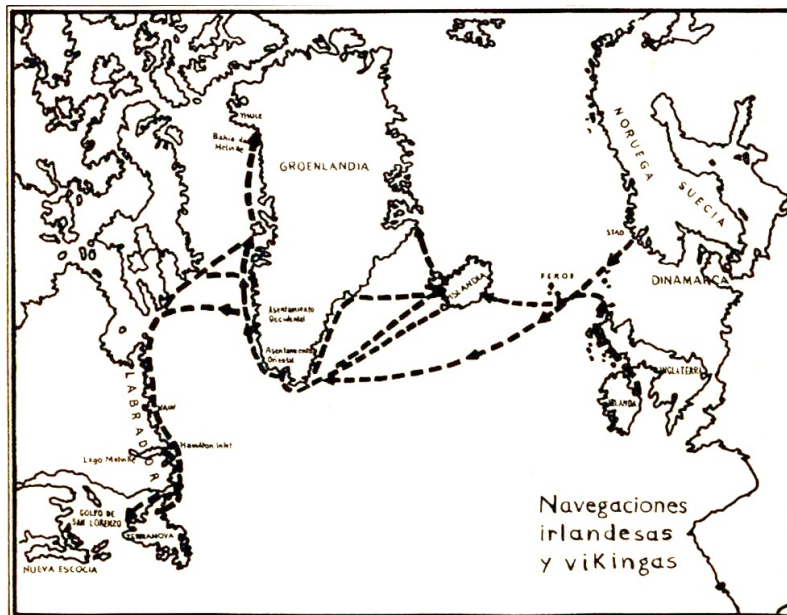 THULE
Bahía de
Melville
GROENLANDIA
NORUEGA
SUECIA
STAD
FEROE
DINAMARCA
ISLANDIA
Asentamiento
Occidental
Asentamiento
Oriental
INGLATERRA
IRLANDA
LABRADOR
NAIN
Hamilton Inlet
Lago Melville
GOLFO DE
SAN LORENZO
TERRANOVA
NUEVA ESCOCIA
Navegaciones
irlandesas
y vikingas